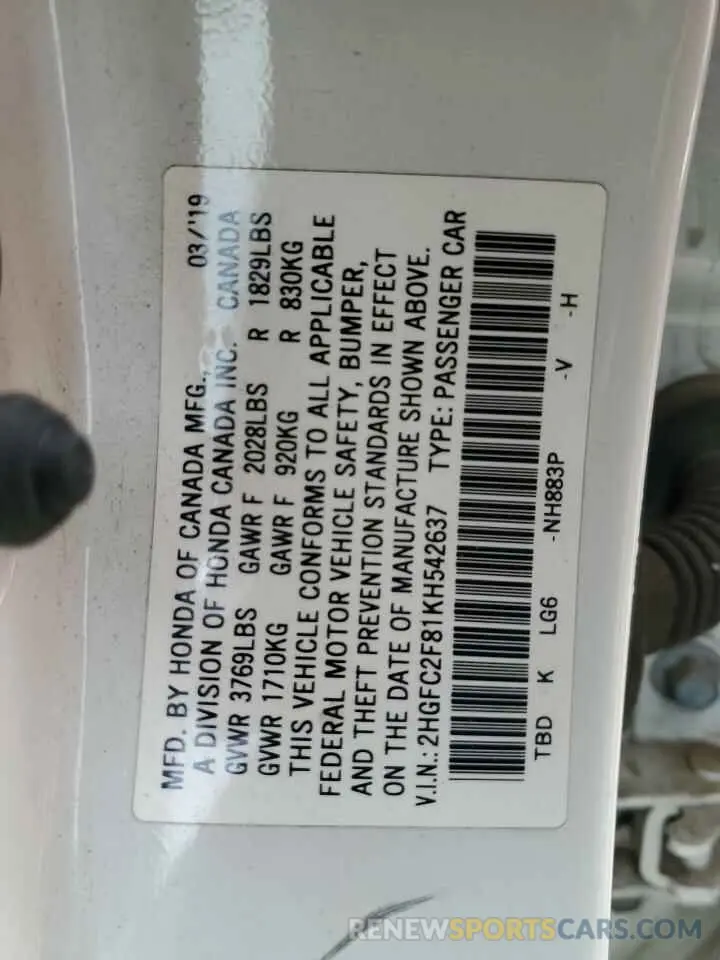 MFD. BY HONDA OF CANADA MFG., 03/'19
A DIVISION OF HONDA CANADA INC. CANADA
GVWR 3769LBS GAWR F 2028LBS R 1829LBS
GVWR 1710KG GAWR F 920KG R 830KG
THIS VEHICLE CONFORMS TO ALL APPLICABLE
FEDERAL MOTOR VEHICLE SAFETY, BUMPER,
AND THEFT PREVENTION STANDARDS IN EFFECT
ON THE DATE OF MANUFACTURE SHOWN ABOVE.
V.I.N.: 2HGFC2F81KH542637 TYPE: PASSENGER CAR
TBD K LG6 -NH883P -V -H
RENEWSPORTSCARS.COM